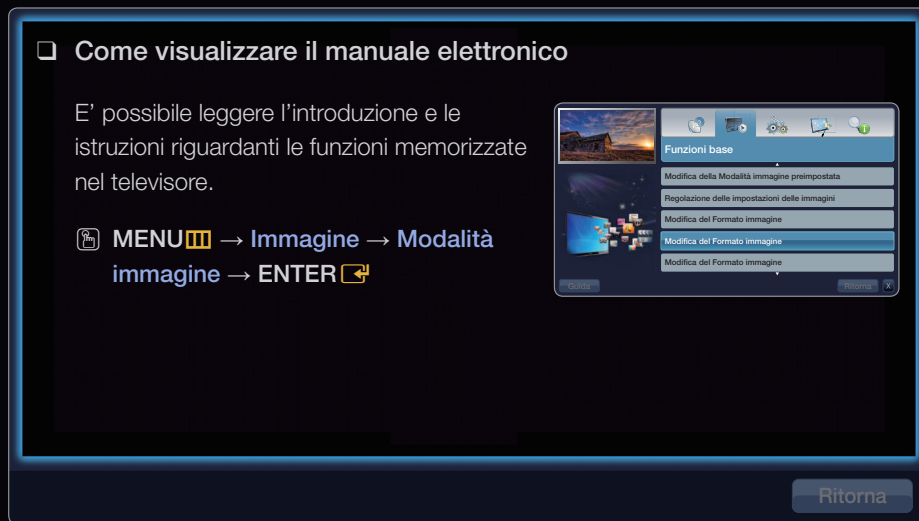 ❑ Come visualizzare il manuale elettronico
E’ possibile leggere l’introduzione e le
istruzioni riguardanti le funzioni memorizzate
nel televisore.
MENU → Immagine → Modalità
immagine → ENTER
Funzioni base
Modifica della Modalità immagine preimpostata
Regolazione delle impostazioni delle immagini
Modifica del Formato immagine
Modifica del Formato immagine
Modifica del Formato immagine
Guida
Ritorna X
Ritorna